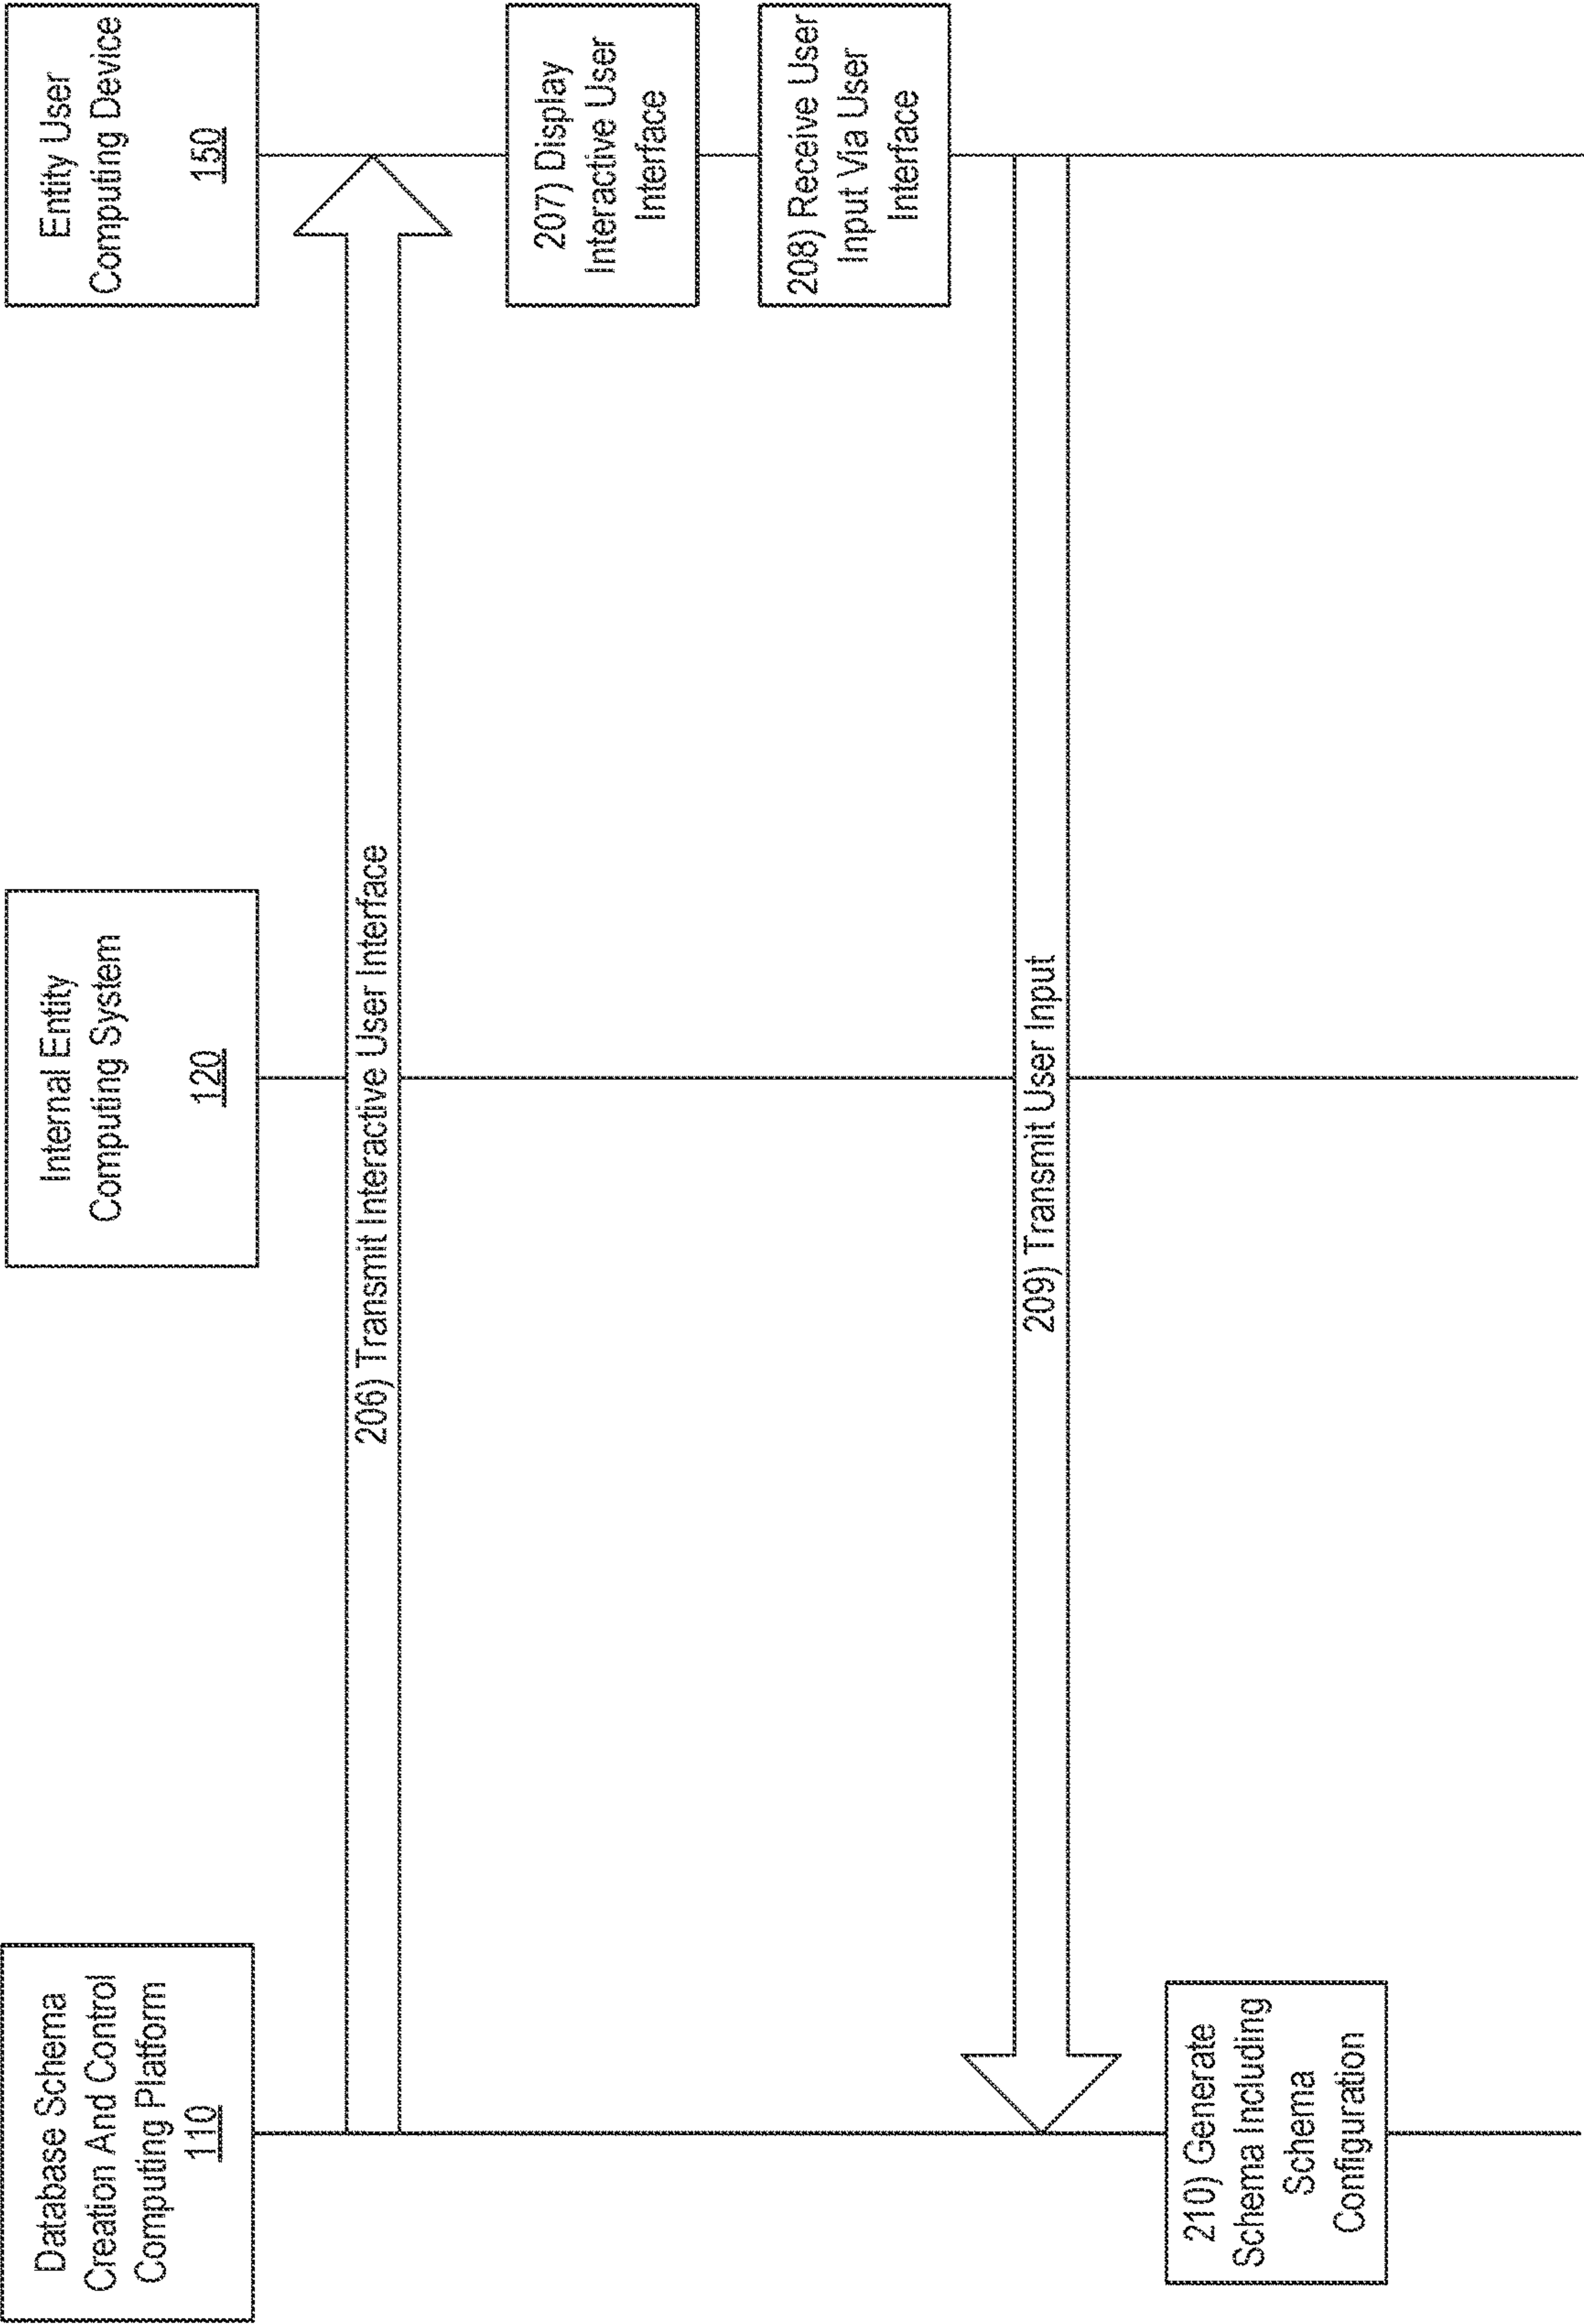 Database Schema
Creation And Control
Computing Platform
110
Internal Entity
Computing System
120
Entity User
Computing Device
150
206) Transmit Interactive User Interface
207) Display
Interactive User
Interface
208) Receive User
Input Via User
Interface
209) Transmit User Input
210) Generate
Schema Including
Schema
Configuration